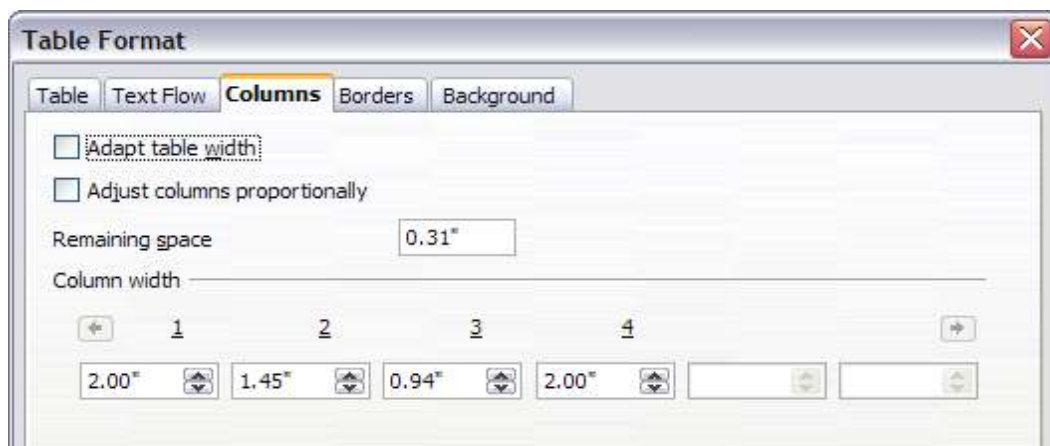 Table Format
Table Text Flow Columns Borders Background
Adapt table width
Adjust columns proportionally
Remaining space 0.31"
Column width
1 2 3 4
2.00" 1.45" 0.94" 2.00"